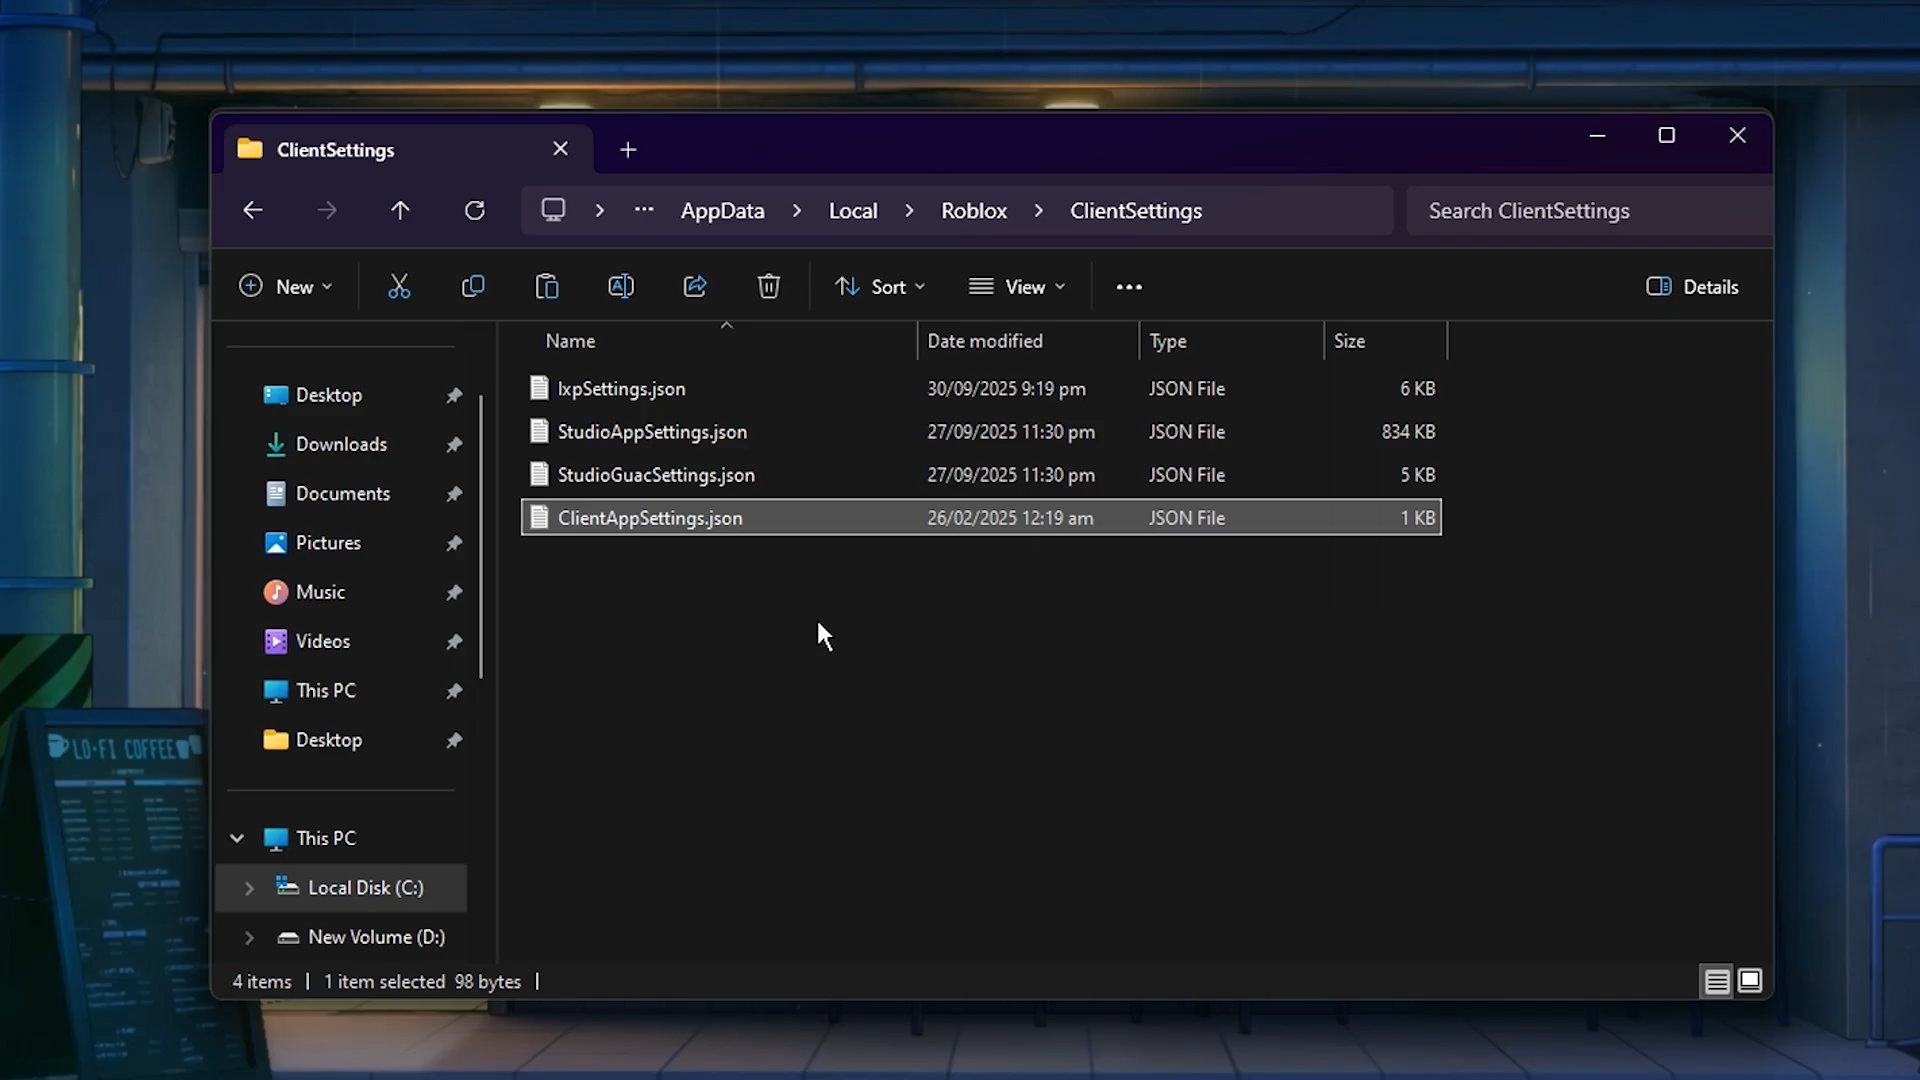 ClientSettings
AppData
Local
Roblox
ClientSettings
Search ClientSettings
New
Sort
View
Details
Name
Date modified
Type
Size
IxpSettings.json
30/09/2025 9:19 pm
JSON File
6 KB
StudioAppSettings.json
27/09/2025 11:30 pm
JSON File
834 KB
StudioGuacSettings.json
27/09/2025 11:30 pm
JSON File
5 KB
ClientAppSettings.json
26/02/2025 12:19 am
JSON File
1 KB
Desktop
Downloads
Documents
Pictures
Music
Videos
This PC
Desktop
This PC
Local Disk (C:)
New Volume (D:)
4 items
1 item selected 98 bytes
LO-FI COFFEE